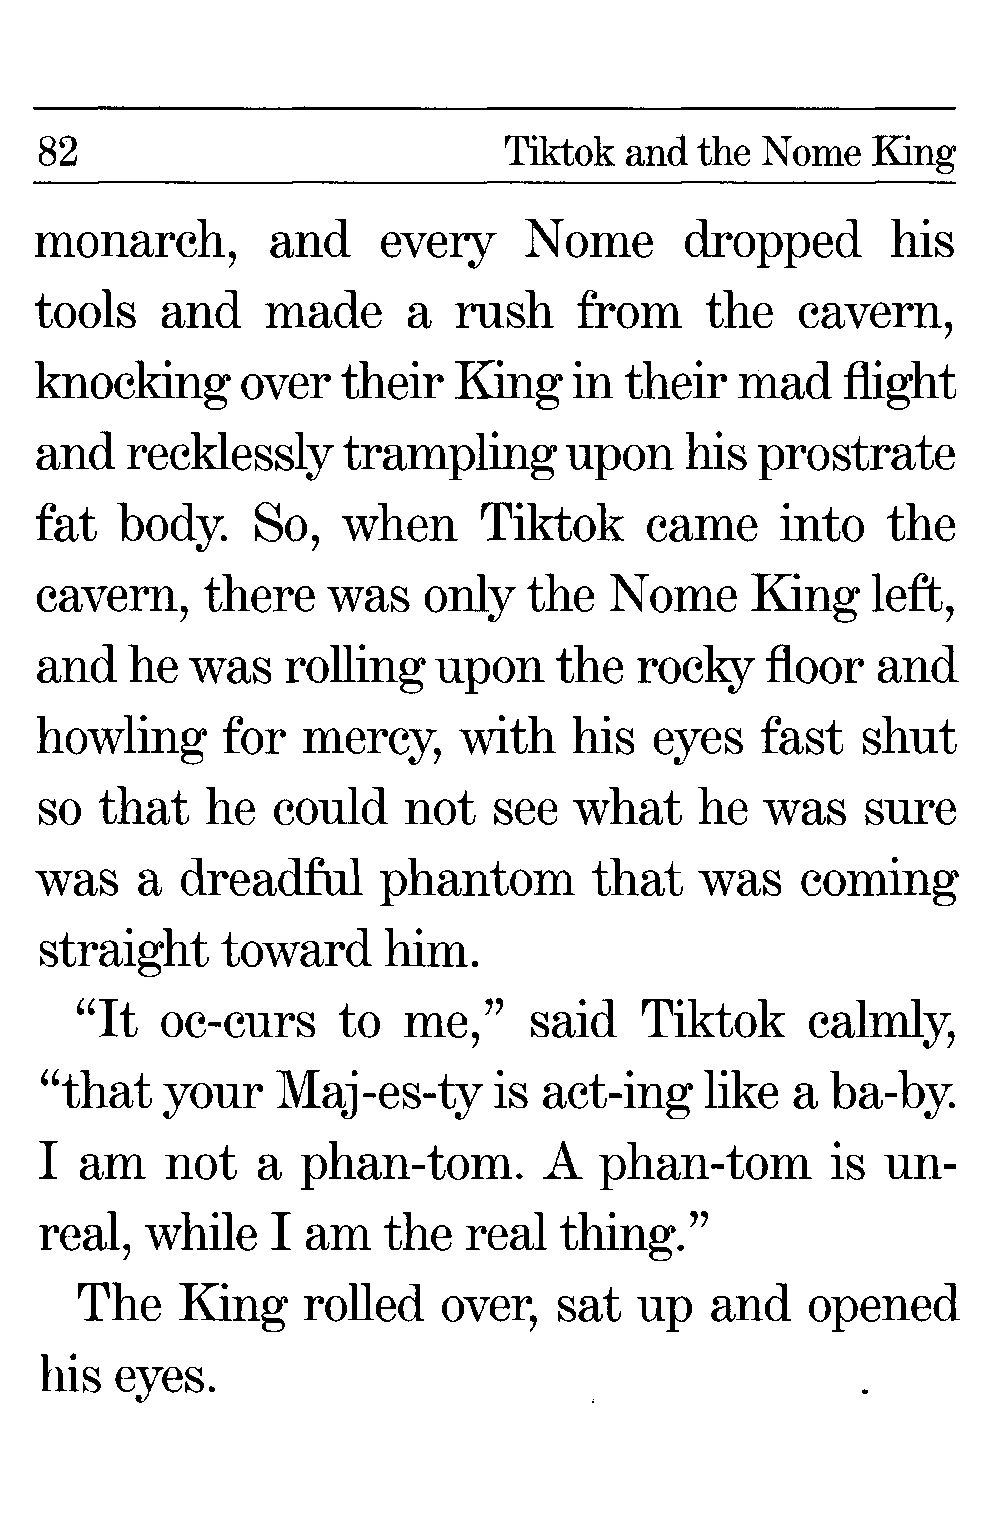 82 Tiktok and the Nome King
monarch, and every Nome dropped his
tools and made a rush from the cavern,
knocking over their King in their mad flight
and recklessly trampling upon his prostrate
fat body. So, when Tiktok came into the
cavern, there was only the Nome King left,
and he was rolling upon the rocky floor and
howling for mercy, with his eyes fast shut
so that he could not see what he was sure
was a dreadful phantom that was coming
straight toward him.
“It oc-curs to me,” said Tiktok calmly,
“that your Maj-es-ty is act-ing like a ba-by.
I am not a phan-tom. A phan-tom is un-
real, while I am the real thing.”
The King rolled over, sat up and opened
his eyes.